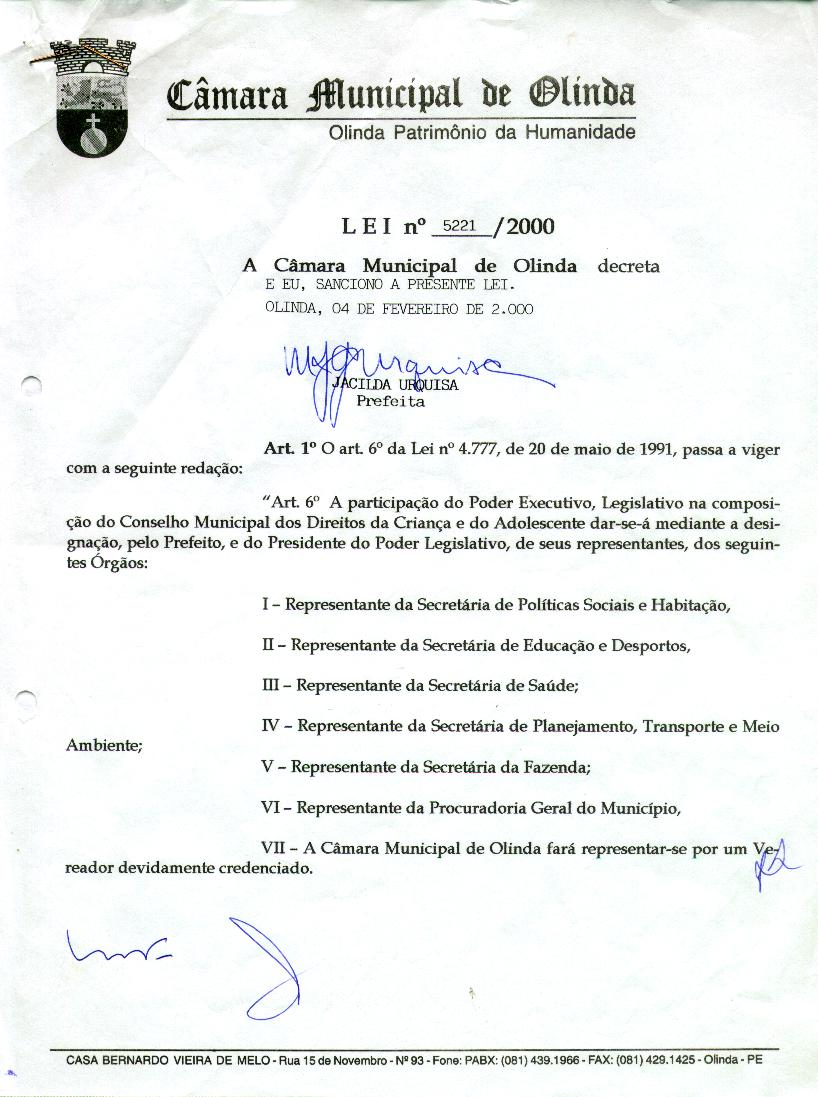 Câmara Municipal de Olinda
Olinda Patrimônio da Humanidade
LEI nº 5221/2000
A Câmara Municipal de Olinda decreta
E EU, SANCIONO A PRESENTE LEI.
OLINDA, 04 DE FEVEREIRO DE 2.000
JACILDA URQUISA
Prefeita
Art. 1º O art. 6º da Lei nº 4.777, de 20 de maio de 1991, passa a viger
com a seguinte redação:
"Art. 6º A participação do Poder Executivo, Legislativo na composi-
ção do Conselho Municipal dos Direitos da Criança e do Adolescente dar-se-á mediante a desi-
gnação, pelo Prefeito, e do Presidente do Poder Legislativo, de seus representantes, dos seguin-
tes Órgãos:
I – Representante da Secretária de Políticas Sociais e Habitação,
II – Representante da Secretária de Educação e Desportos,
III – Representante da Secretária de Saúde;
IV – Representante da Secretária de Planejamento, Transporte e Meio
Ambiente;
V – Representante da Secretária da Fazenda;
VI – Representante da Procuradoria Geral do Município,
VII – A Câmara Municipal de Olinda fará representar-se por um Ve-
reador devidamente credenciado.
CASA BERNARDO VIEIRA DE MELO - Rua 15 de Novembro - Nº 93 - Fone: PABX: (081) 439.1966 - FAX: (081) 429.1425 - Olinda - PE